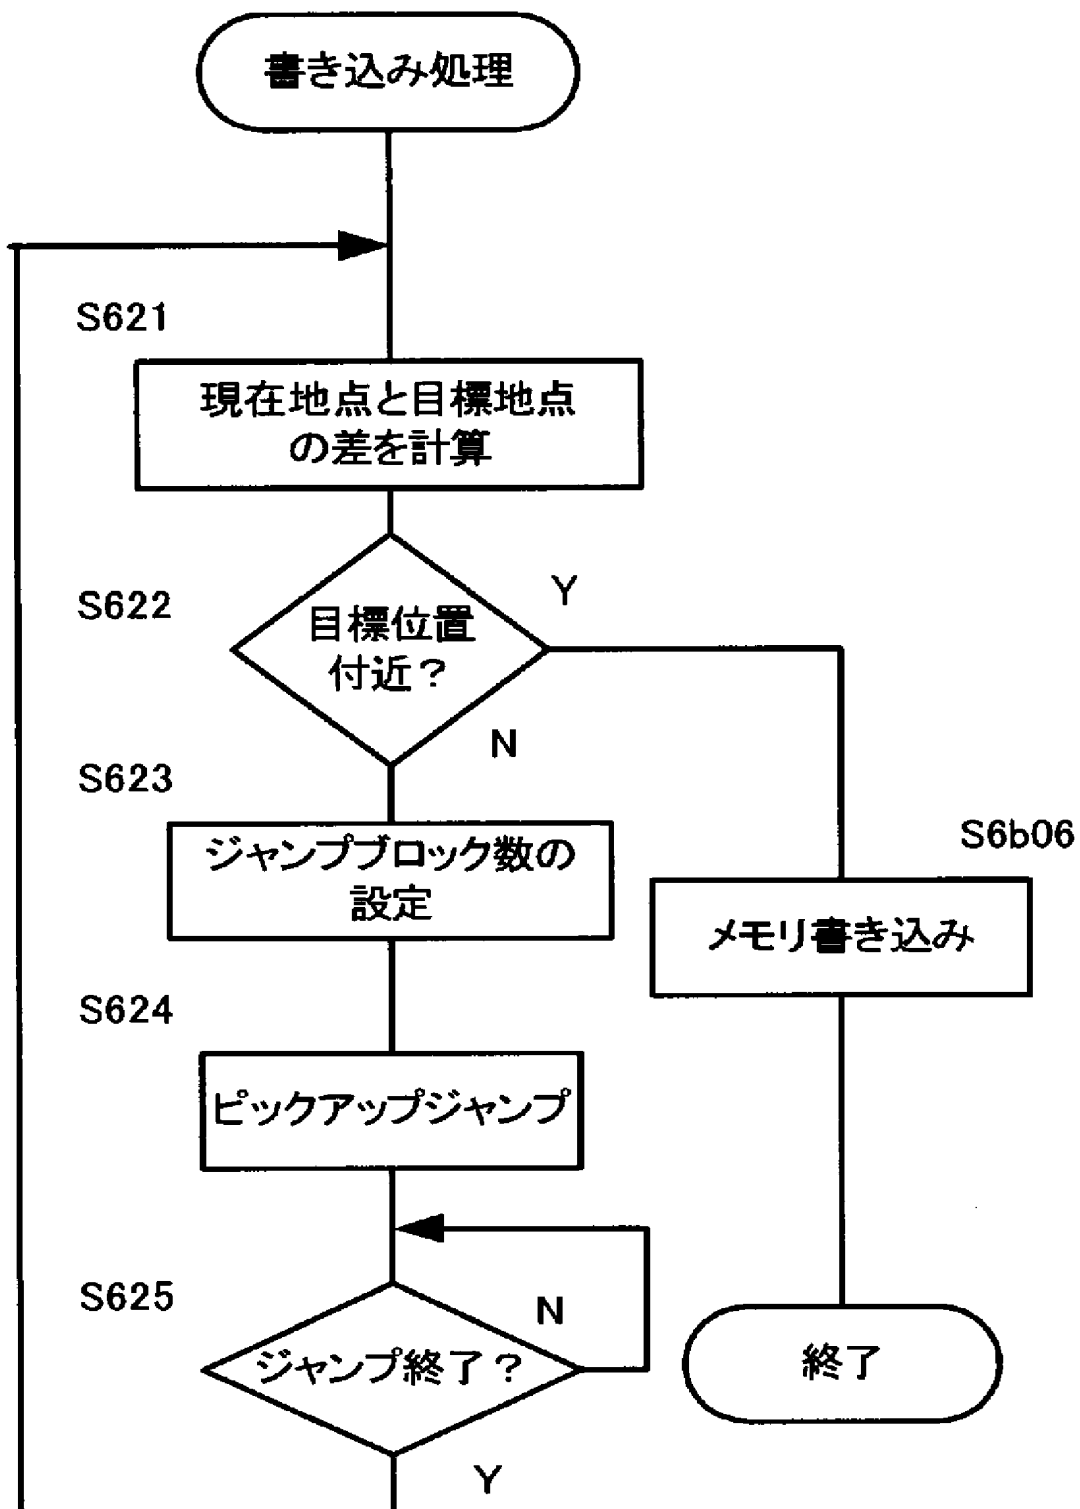 書き込み処理
S621
現在地点と目標地点
の差を計算
S622
目標位置
付近？
Y
N
S623
ジャンプブロック数の
設定
S6b06
メモリ書き込み
S624
ピックアップジャンプ
S625
ジャンプ終了？
N
Y
終了